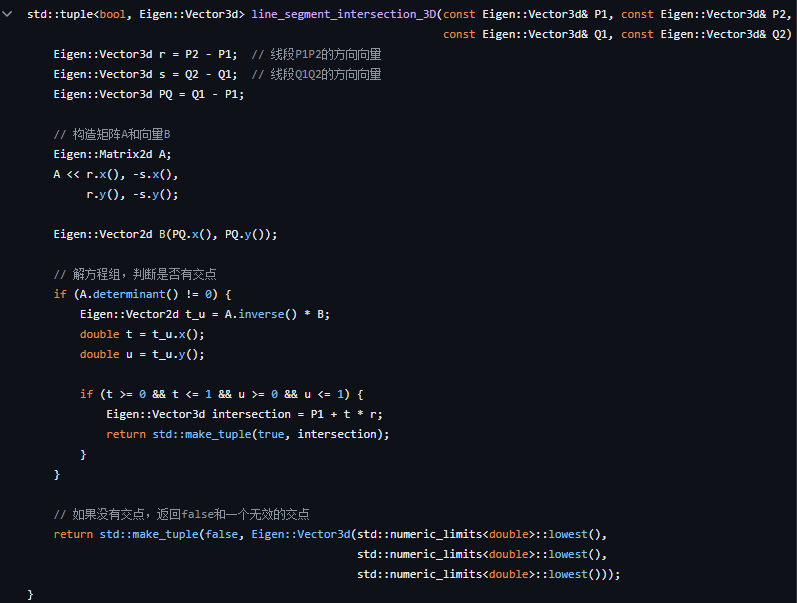 std::tuple<bool, Eigen::Vector3d> line_segment_intersection_3D(const Eigen::Vector3d& P1, const Eigen::Vector3d& P2,
                                                               const Eigen::Vector3d& Q1, const Eigen::Vector3d& Q2)
    Eigen::Vector3d r = P2 - P1;  // 线段P1P2的方向向量
    Eigen::Vector3d s = Q2 - Q1;  // 线段Q1Q2的方向向量
    Eigen::Vector3d PQ = Q1 - P1;

    // 构造矩阵A和向量B
    Eigen::Matrix2d A;
    A << r.x(), -s.x(),
         r.y(), -s.y();

    Eigen::Vector2d B(PQ.x(), PQ.y());

    // 解方程组，判断是否有交点
    if (A.determinant() != 0) {
        Eigen::Vector2d t_u = A.inverse() * B;
        double t = t_u.x();
        double u = t_u.y();

        if (t >= 0 && t <= 1 && u >= 0 && u <= 1) {
            Eigen::Vector3d intersection = P1 + t * r;
            return std::make_tuple(true, intersection);
        }
    }

    // 如果没有交点，返回false和一个无效的交点
    return std::make_tuple(false, Eigen::Vector3d(std::numeric_limits<double>::lowest(),
                                                  std::numeric_limits<double>::lowest(),
                                                  std::numeric_limits<double>::lowest()));
}